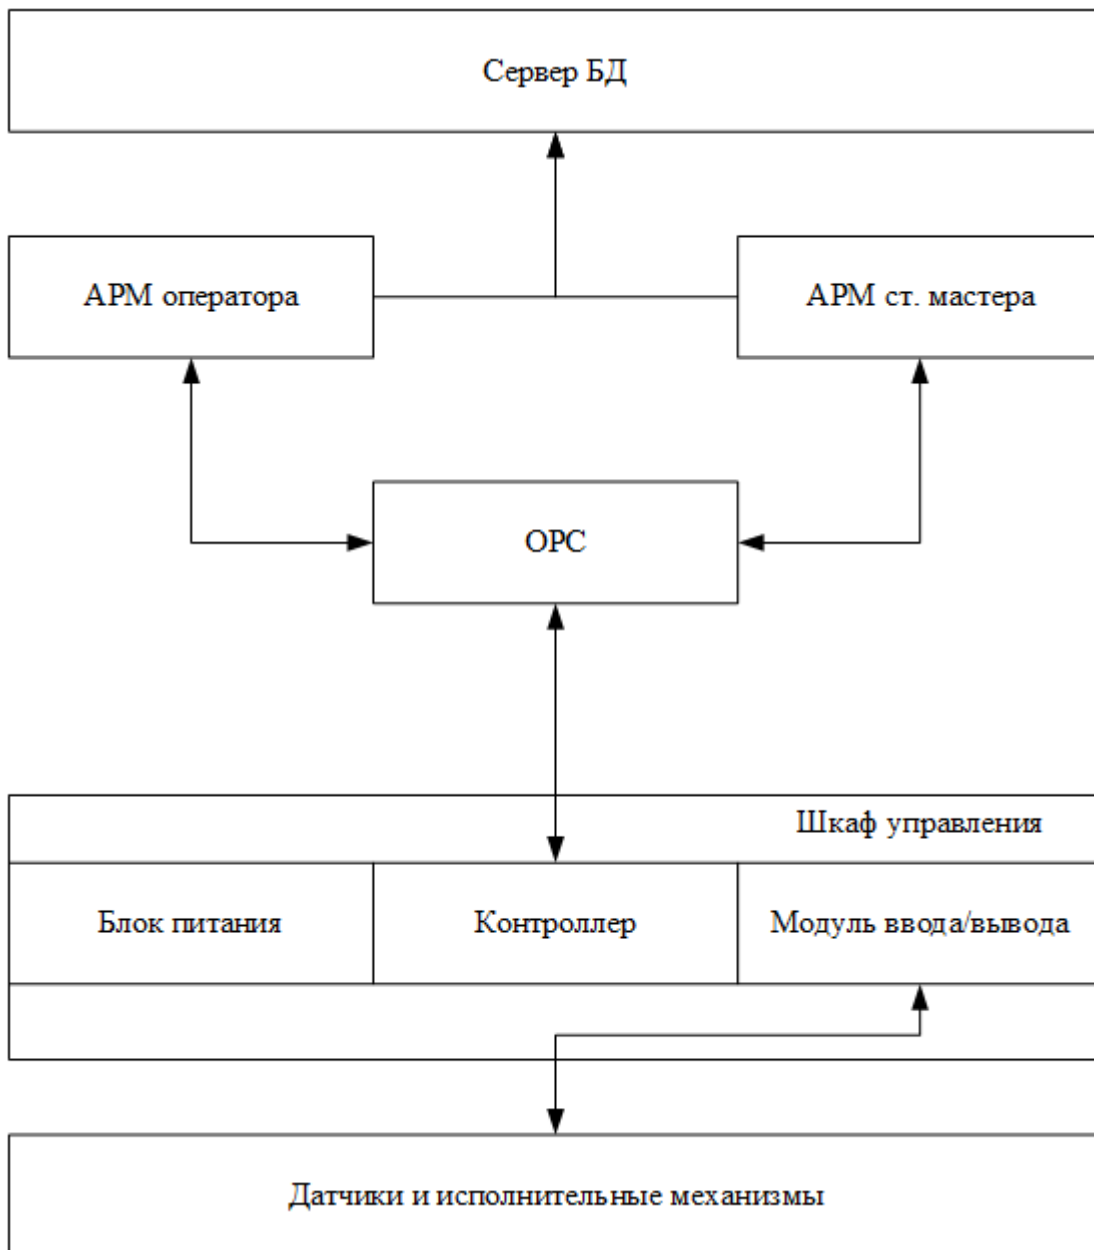 Сервер БД
АРМ оператора
АРМ ст. мастера
OPC
Шкаф управления
Блок питания
Контроллер
Модуль ввода/вывода
Датчики и исполнительные механизмы